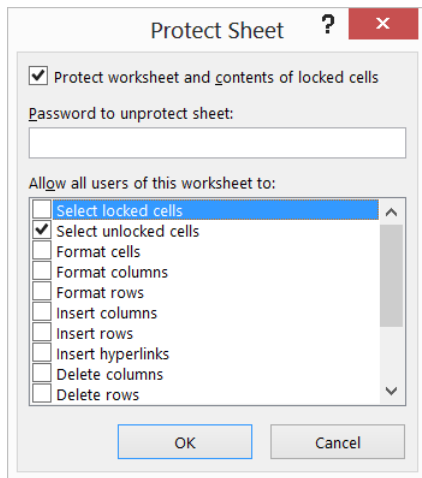 Protect Sheet ?
Protect worksheet and contents of locked cells
Password to unprotect sheet:
Allow all users of this worksheet to:
Select locked cells
Select unlocked cells
Format cells
Format columns
Format rows
Insert columns
Insert rows
Insert hyperlinks
Delete columns
Delete rows
OK Cancel